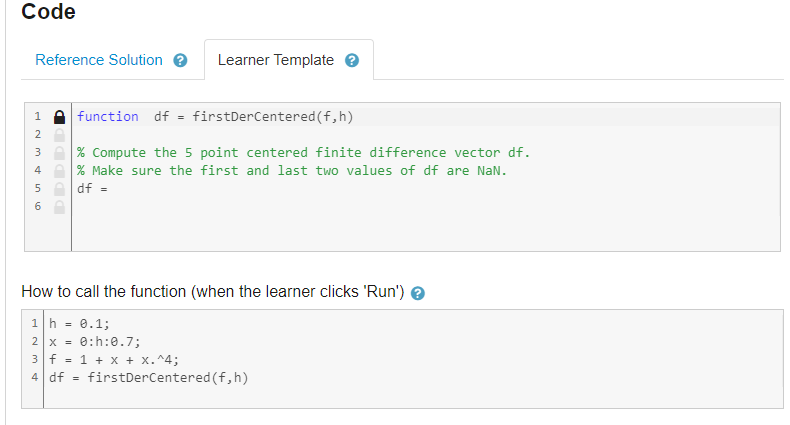 Code
Reference Solution ?
Learner Template ?
1 function df = firstDerCentered(f,h)
2
3 % Compute the 5 point centered finite difference vector df.
4 % Make sure the first and last two values of df are NaN.
5 df =
6
How to call the function (when the learner clicks 'Run') ?
1 h = 0.1;
2 x = 0:h:0.7;
3 f = 1 + x + x.^4;
4 df = firstDerCentered(f,h)